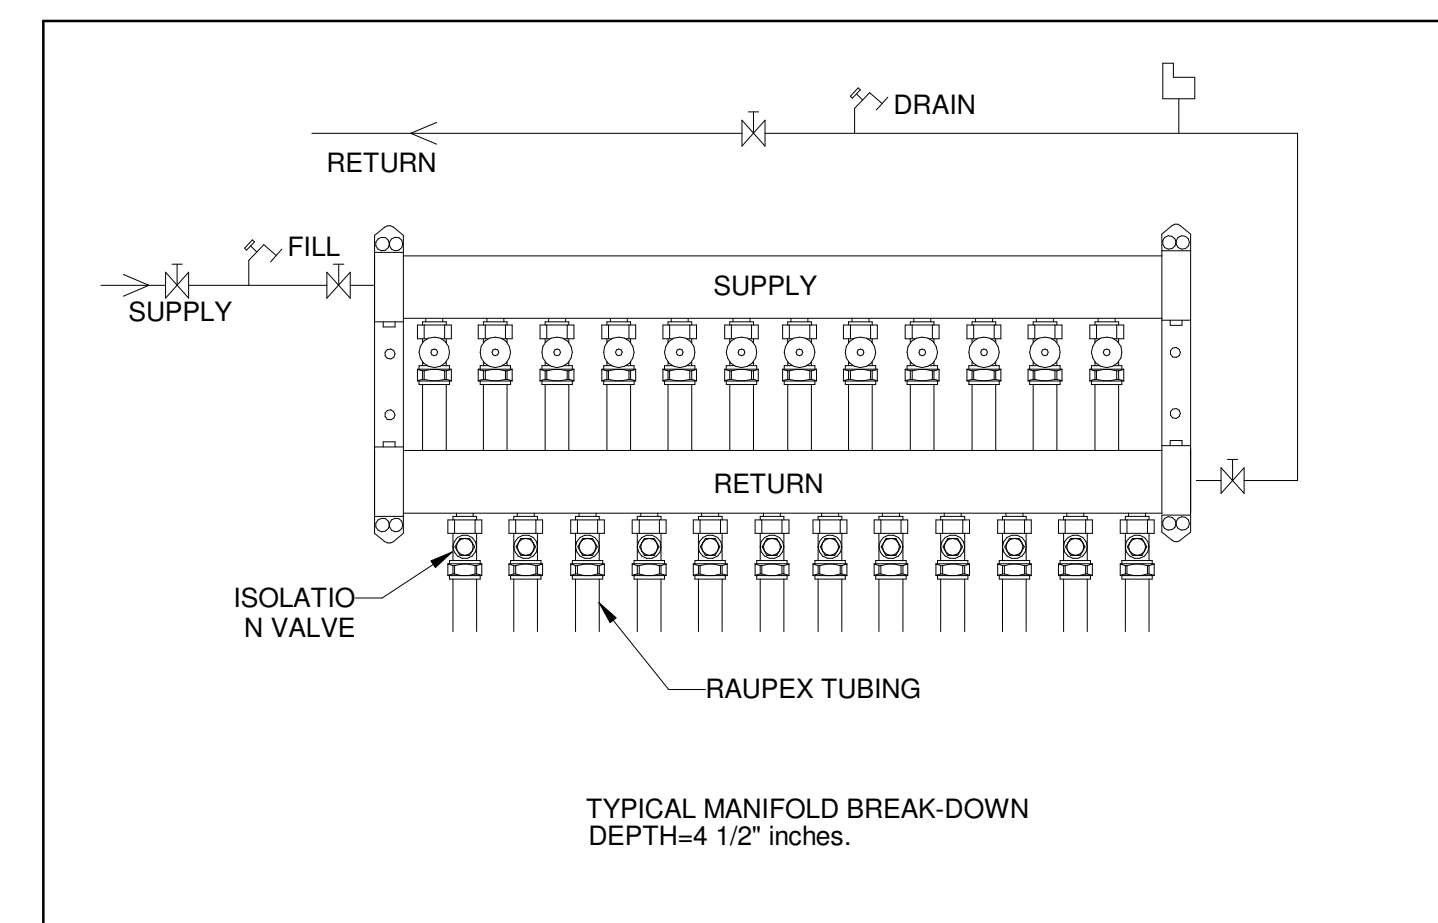 DRAIN
RETURN
FILL
SUPPLY
SUPPLY
RETURN
ISOLATIO
N VALVE
RAUPEX TUBING
TYPICAL MANIFOLD BREAK-DOWN
DEPTH=4 1/2" inches.